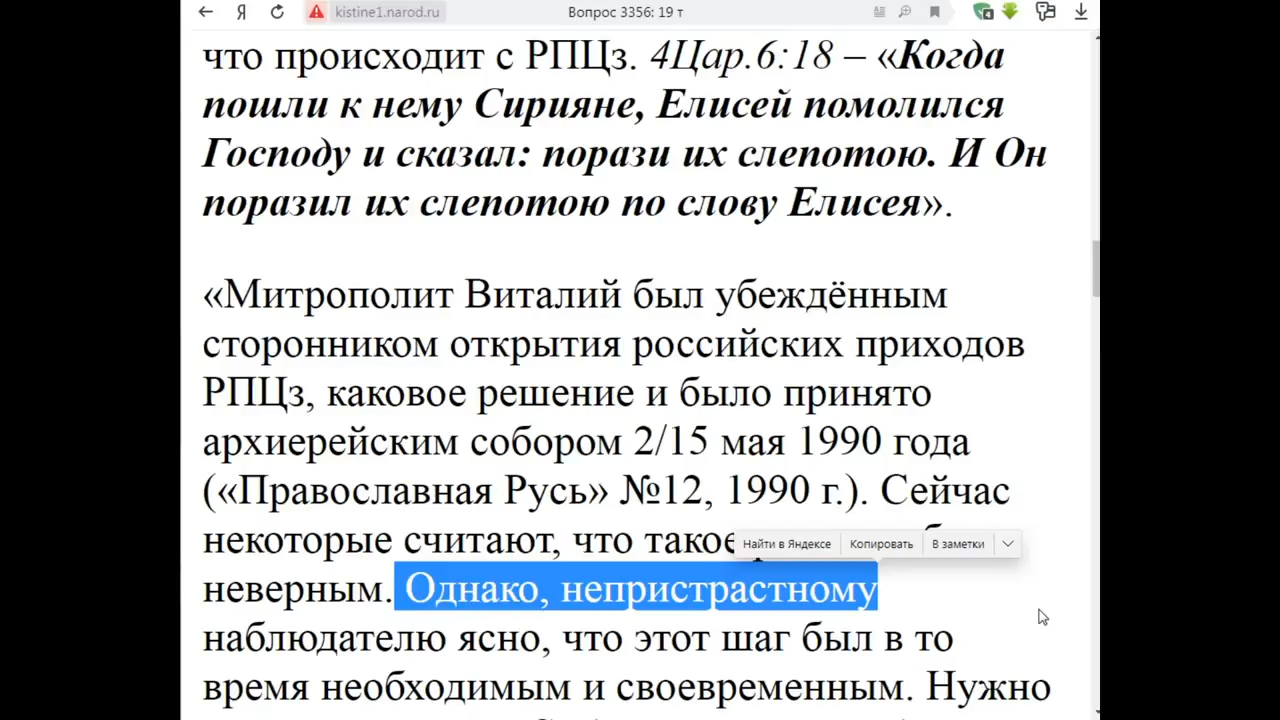 Я kistine1.narod.ru Вопрос 3356: 19 т 4
что происходит с РПЦз. 4Цар.6:18 – «Когда
пошли к нему Сирияне, Елисей помолился
Господу и сказал: порази их слепотою. И Он
поразил их слепотою по слову Елисея».
«Митрополит Виталий был убеждённым
сторонником открытия российских приходов
РПЦз, каковое решение и было принято
архиерейским собором 2/15 мая 1990 года
(«Православная Русь» №12, 1990 г.). Сейчас
некоторые считают, что такое
Найти в Яндексе Копировать В заметки
неверным. Однако, непристрастному
наблюдателю ясно, что этот шаг был в то
время необходимым и своевременным. Нужно